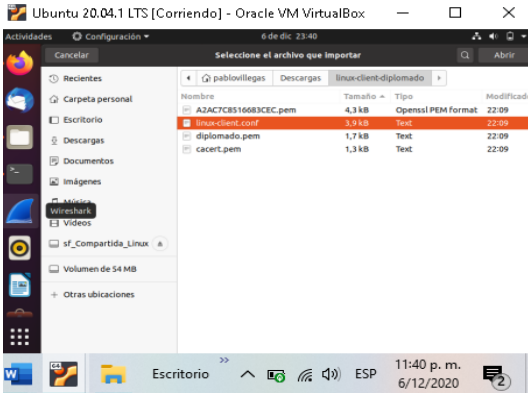 Ubuntu 20.04.1 LTS [Corriendo] - Oracle VM VirtualBox
Actividades Configuración 6 de dic 23:40
Cancelar Seleccione el archivo que importar Abrir
Recientes
Carpeta personal
Escritorio
Descargas
Documentos
Imágenes
Música
Wireshark
Vídeos
sf_Compartida_Linux
Volumen de 54 MB
+ Otras ubicaciones
pablovillegas Descargas linux-client-diplomado
Nombre Tamaño Tipo Modificado
A2AC7C8516683CEC.pem 4,3 kB Openssl PEM format 22:09
linux-client.conf 3,9 kB Text 22:09
diplomado.pem 1,7 kB Text 22:09
cacert.pem 1,3 kB Text 22:09
Escritorio » ESP 11:40 p. m.
6/12/2020 2